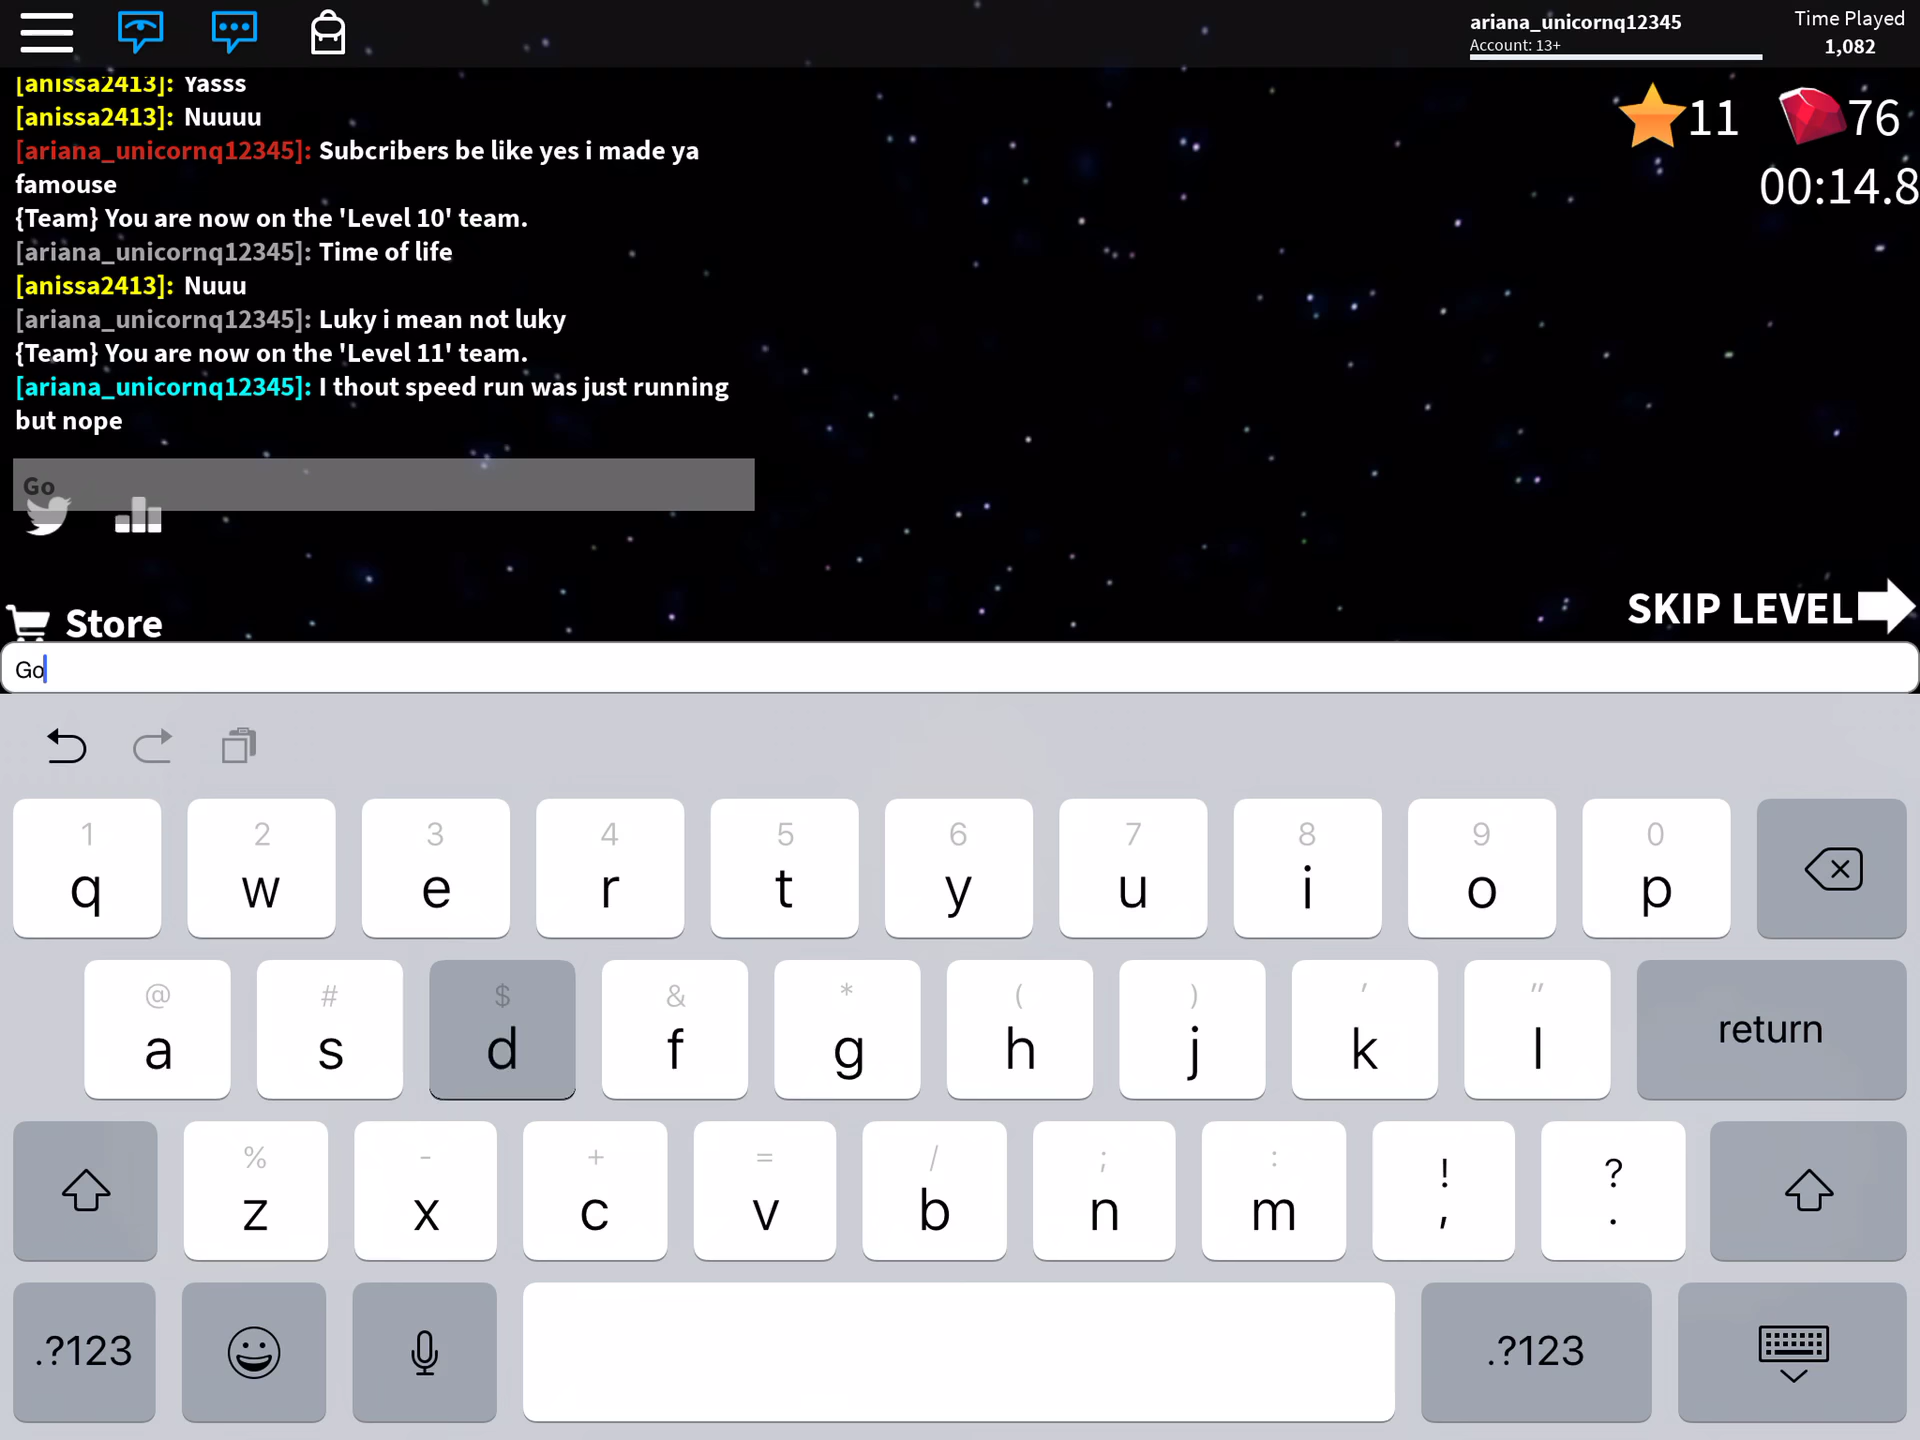 ariana_unicornq12345
Account: 13+
Time Played
1,082
[anissa2413]: Yasss
[anissa2413]: Nuuuu
[ariana_unicornq12345]: Subcribers be like yes i made ya
famouse
{Team} You are now on the 'Level 10' team.
[ariana_unicornq12345]: Time of life
[anissa2413]: Nuuu
[ariana_unicornq12345]: Luky i mean not luky
{Team} You are now on the 'Level 11' team.
[ariana_unicornq12345]: I thout speed run was just running
but nope
11 76
00:14.8
Go
Store
SKIP LEVEL
Go
1 2 3 4 5 6 7 8 9 0
q w e r t y u i o p
@ # $ & * ( ) ' "
a s d f g h j k l return
% - + = / ; : ! ?
z x c v b n m , .
.?123 .?123